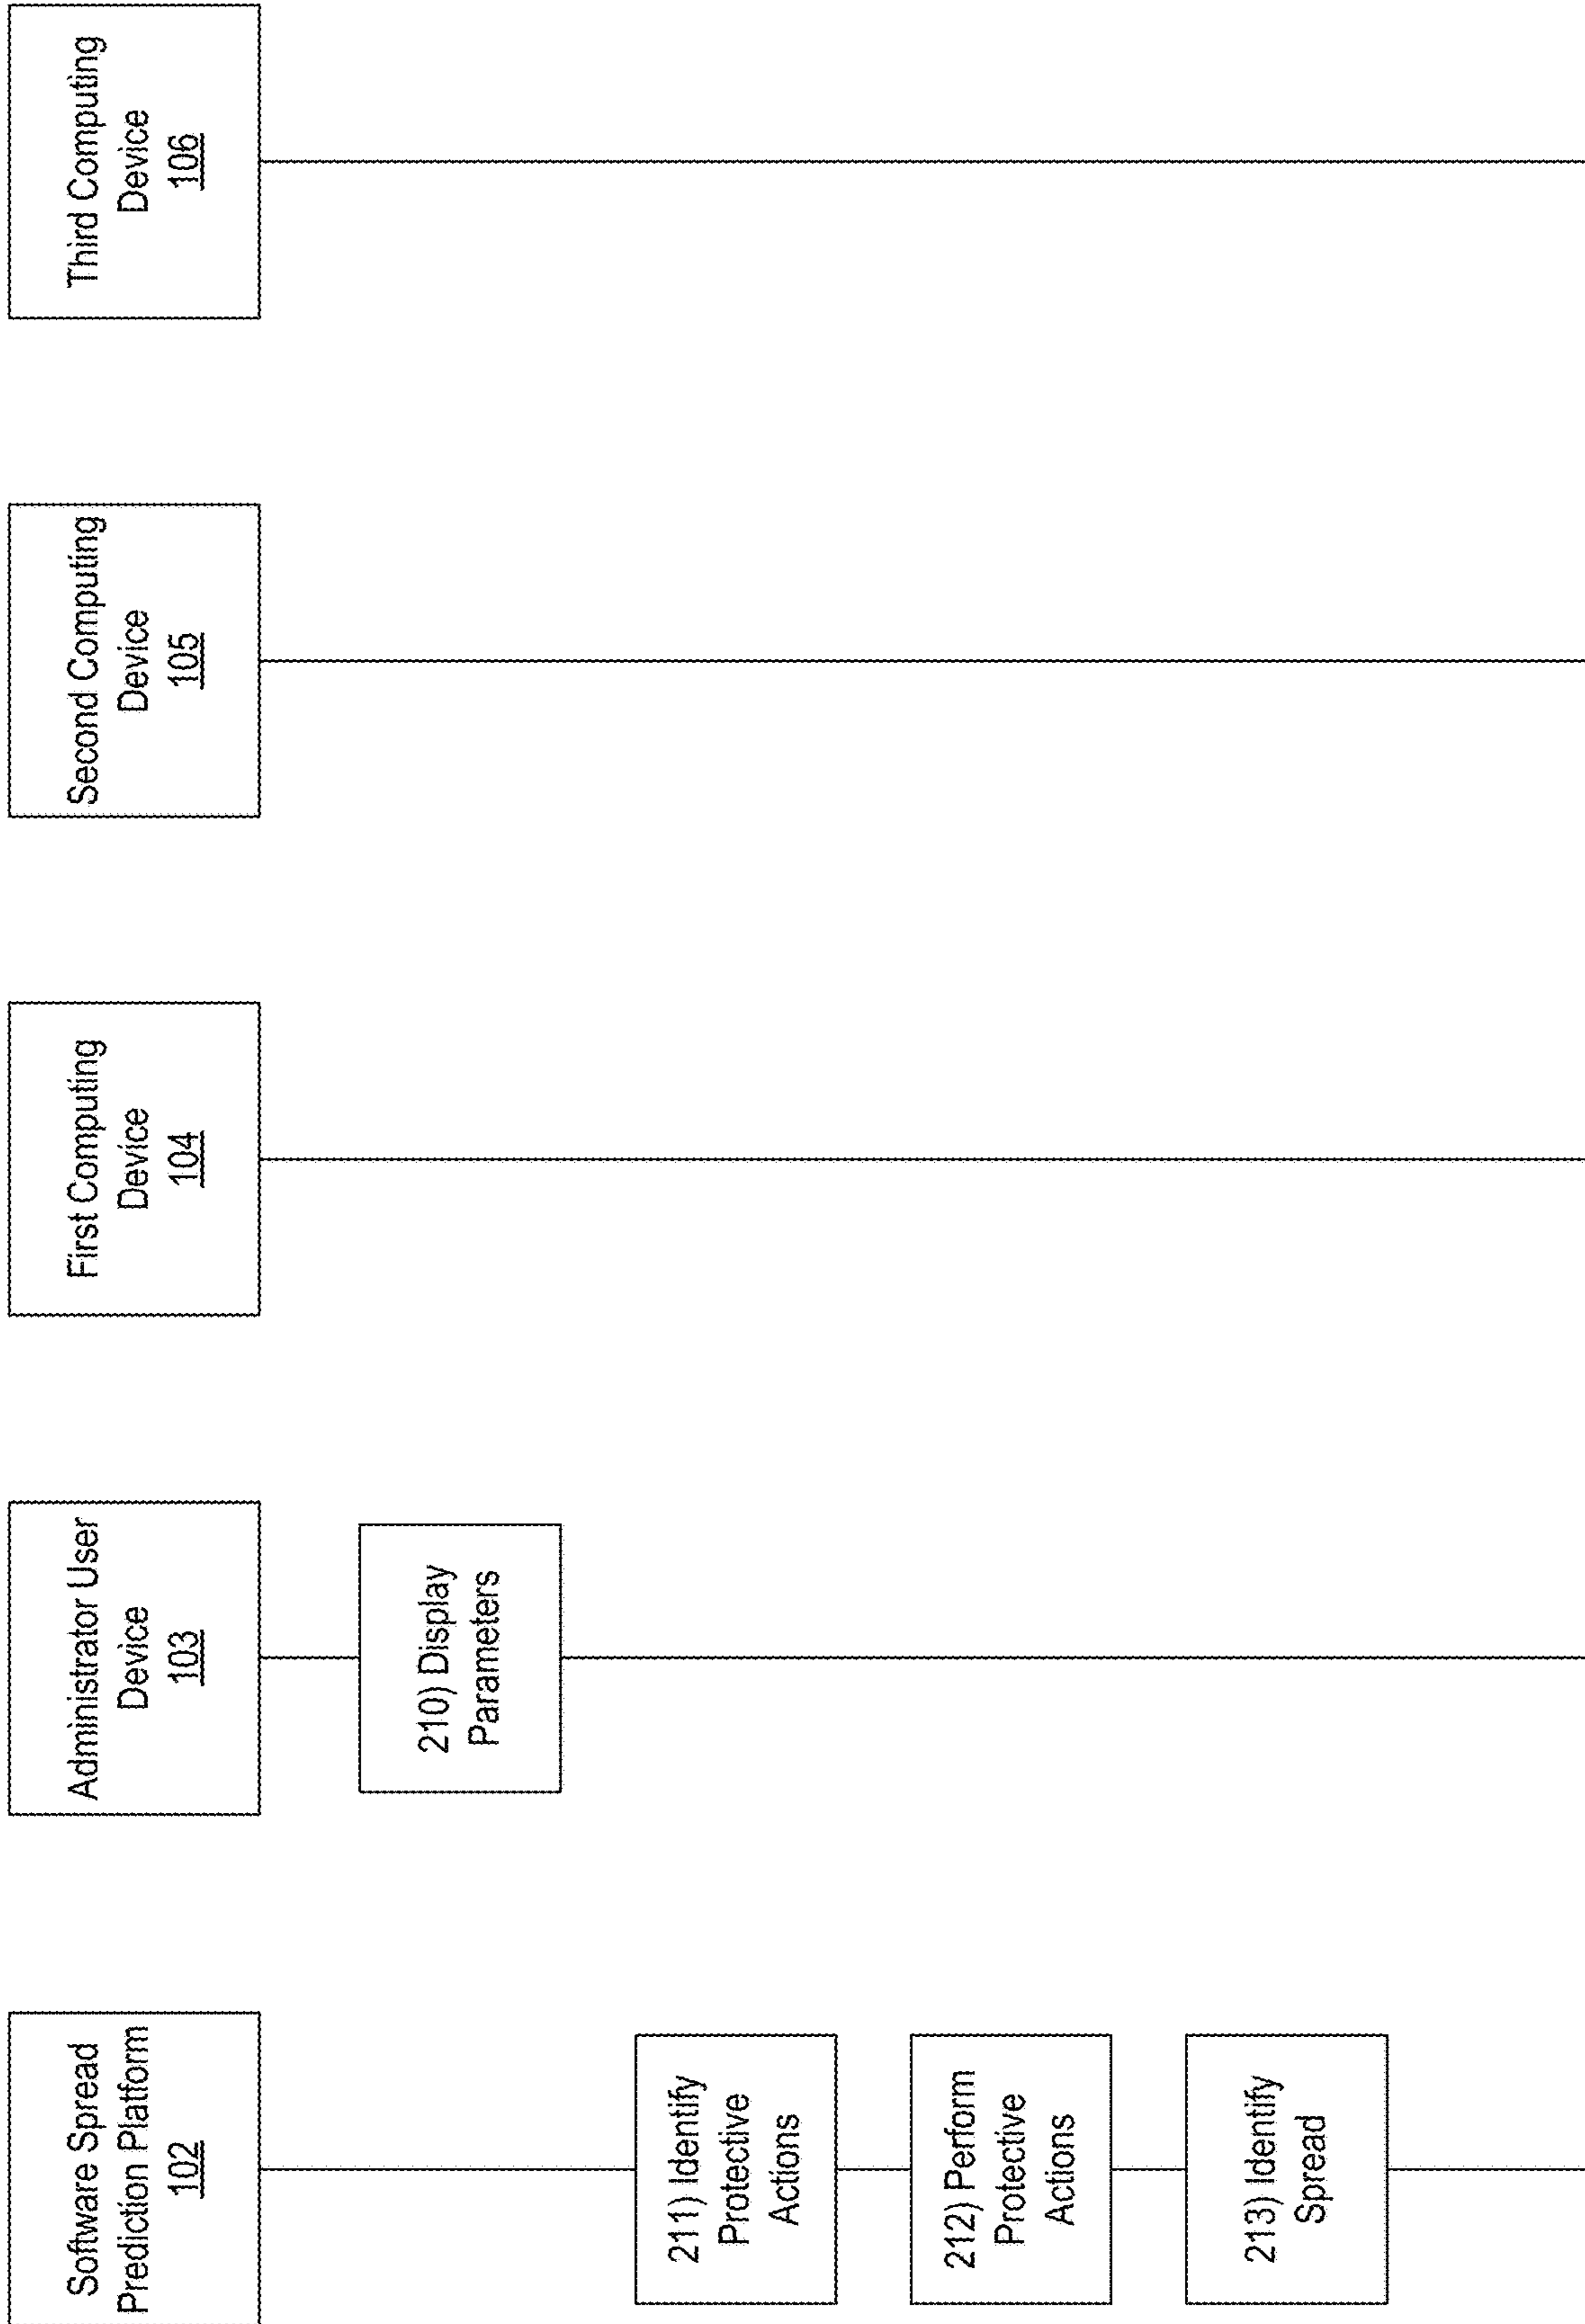 Software Spread
Prediction Platform
102
Administrator User
Device
103
First Computing
Device
104
Second Computing
Device
105
Third Computing
Device
106
210) Display
Parameters
211) Identify
Protective
Actions
212) Perform
Protective
Actions
213) Identify
Spread